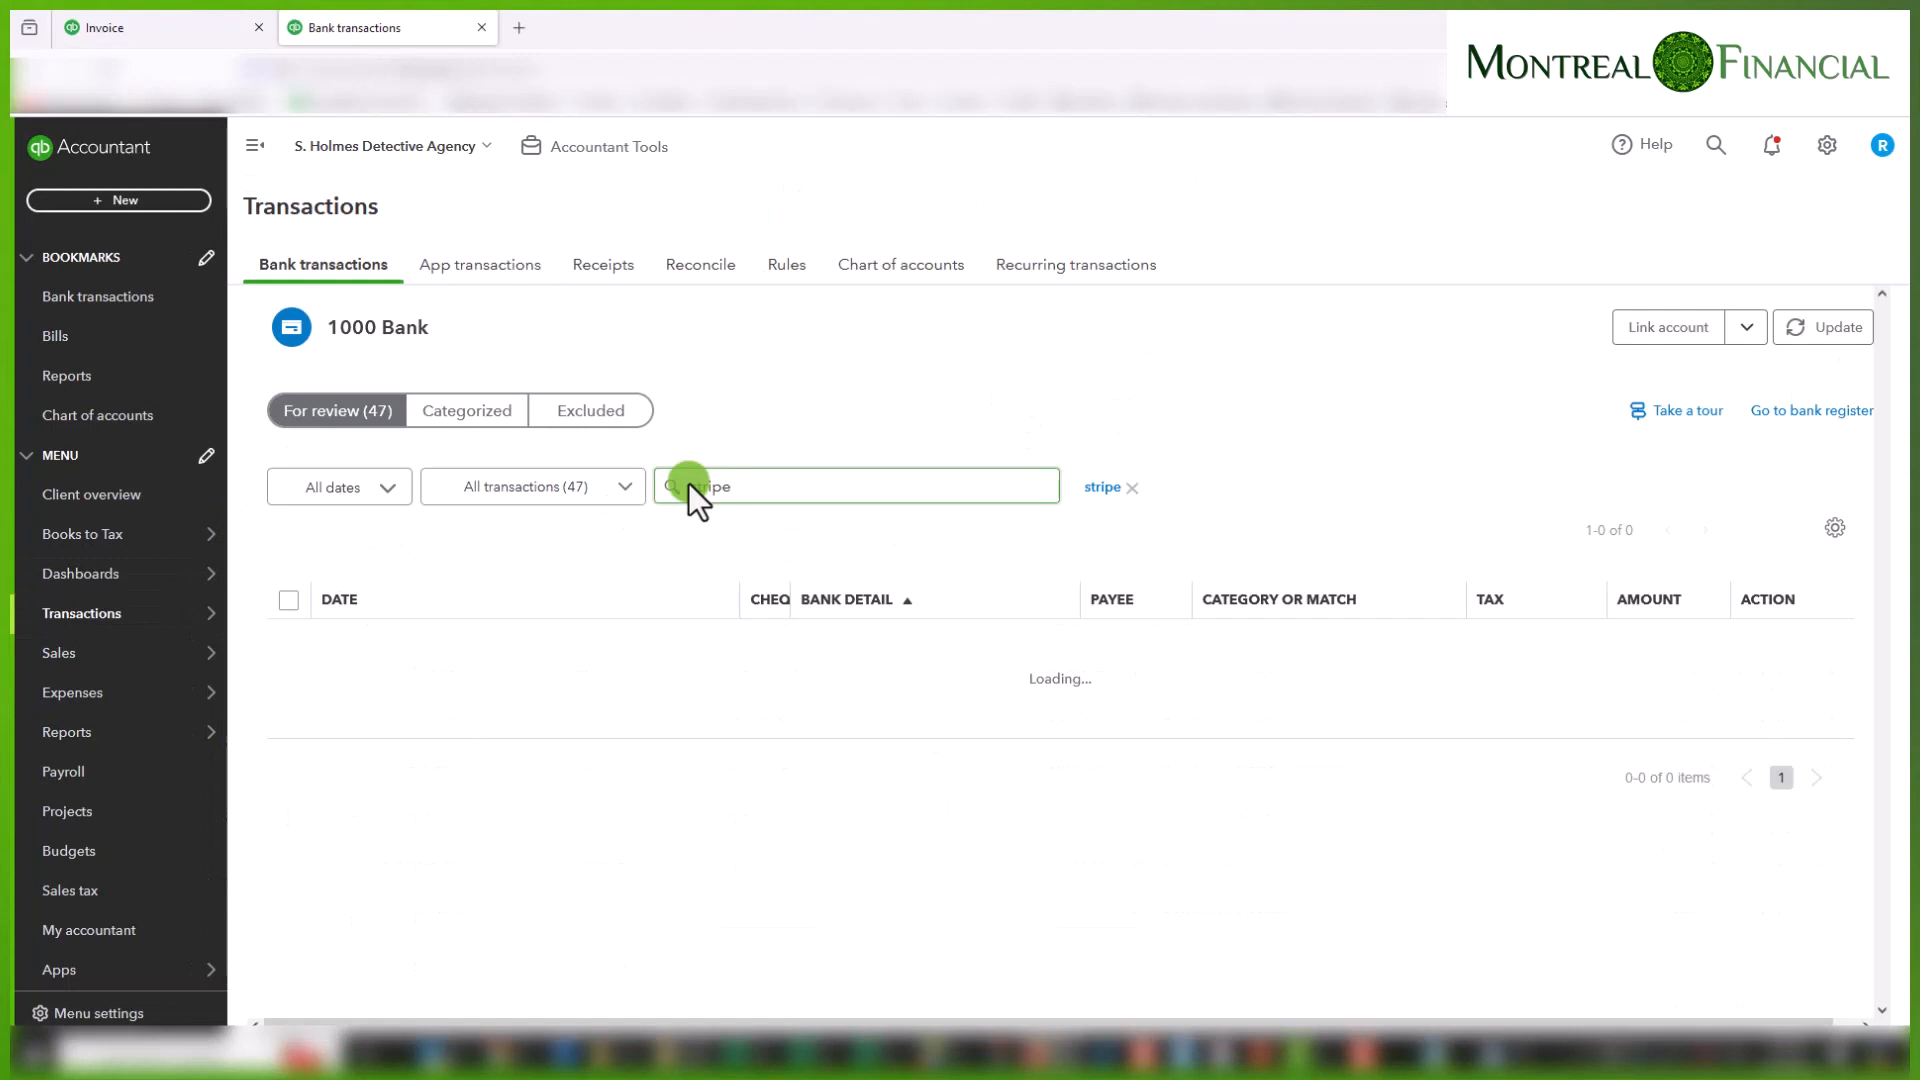 Invoice
Bank transactions
MONTREAL FINANCIAL
qb Accountant
S. Holmes Detective Agency
Accountant Tools
Help
R
+ New
Transactions
BOOKMARKS
Bank transactions
Bills
Reports
Chart of accounts
MENU
Client overview
Books to Tax
Dashboards
Transactions
Sales
Expenses
Reports
Payroll
Projects
Budgets
Sales tax
My accountant
Apps
Menu settings
Bank transactions App transactions Receipts Reconcile Rules Chart of accounts Recurring transactions
1000 Bank
Link account
Update
For review (47) Categorized Excluded
Take a tour Go to bank register
All dates All transactions (47) stripe stripe
1-0 of 0
DATE CHEQ BANK DETAIL PAYEE CATEGORY OR MATCH TAX AMOUNT ACTION
Loading...
0-0 of 0 items 1